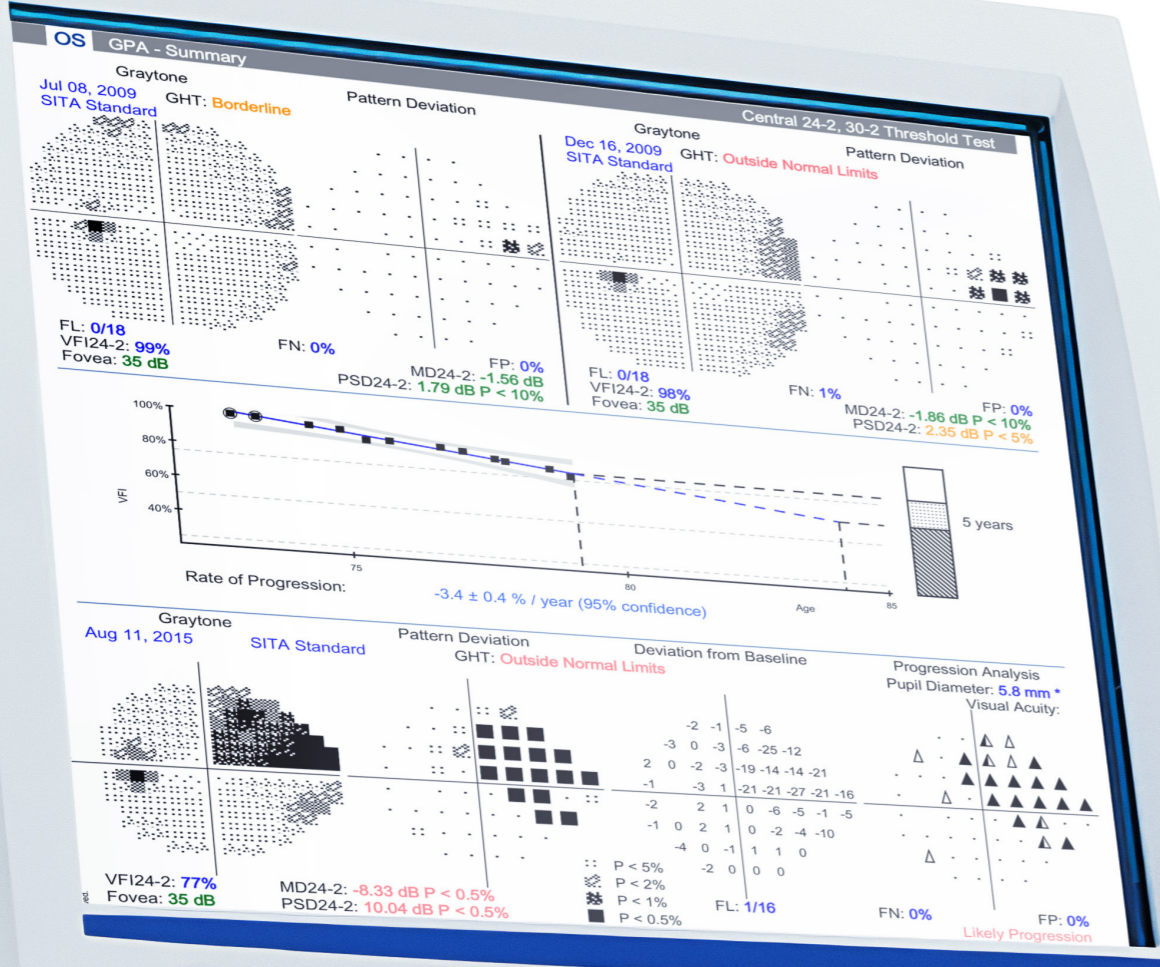 OS GPA - Summary
Central 24-2, 30-2 Threshold Test
Graytone
Jul 08, 2009
SITA Standard
GHT: Borderline
Pattern Deviation
FL: 0/18
VFI24-2: 99%
Fovea: 35 dB
FN: 0%
FP: 0%
MD24-2: -1.56 dB
PSD24-2: 1.79 dB P < 10%
Graytone
Dec 16, 2009
SITA Standard
GHT: Outside Normal Limits
Pattern Deviation
FL: 0/18
VFI24-2: 98%
Fovea: 35 dB
FN: 1%
FP: 0%
MD24-2: -1.86 dB P < 10%
PSD24-2: 2.35 dB P < 5%
100%
80%
60%
40%
VFI
75
80
85
Age
5 years
Rate of Progression: -3.4 ± 0.4 % / year (95% confidence)
Graytone
Aug 11, 2015
SITA Standard
Pattern Deviation
GHT: Outside Normal Limits
Deviation from Baseline
Progression Analysis
Pupil Diameter: 5.8 mm *
Visual Acuity:
-2 -1 -5 -6
-3 0 -3 -6 -25 -12
2 0 -2 -3 -19 -14 -14 -21
-1 -3 1 -21 -21 -27 -21 -16
-2 2 1 0 -6 -5 -1 -5
-1 0 2 1 0 -2 -4 -10
-4 0 -1 1 1 0
-2 0 0 0
VFI24-2: 77%
Fovea: 35 dB
MD24-2: -8.33 dB P < 0.5%
PSD24-2: 10.04 dB P < 0.5%
P < 5%
P < 2%
P < 1%
P < 0.5%
FL: 1/16
FN: 0%
FP: 0%
Likely Progression